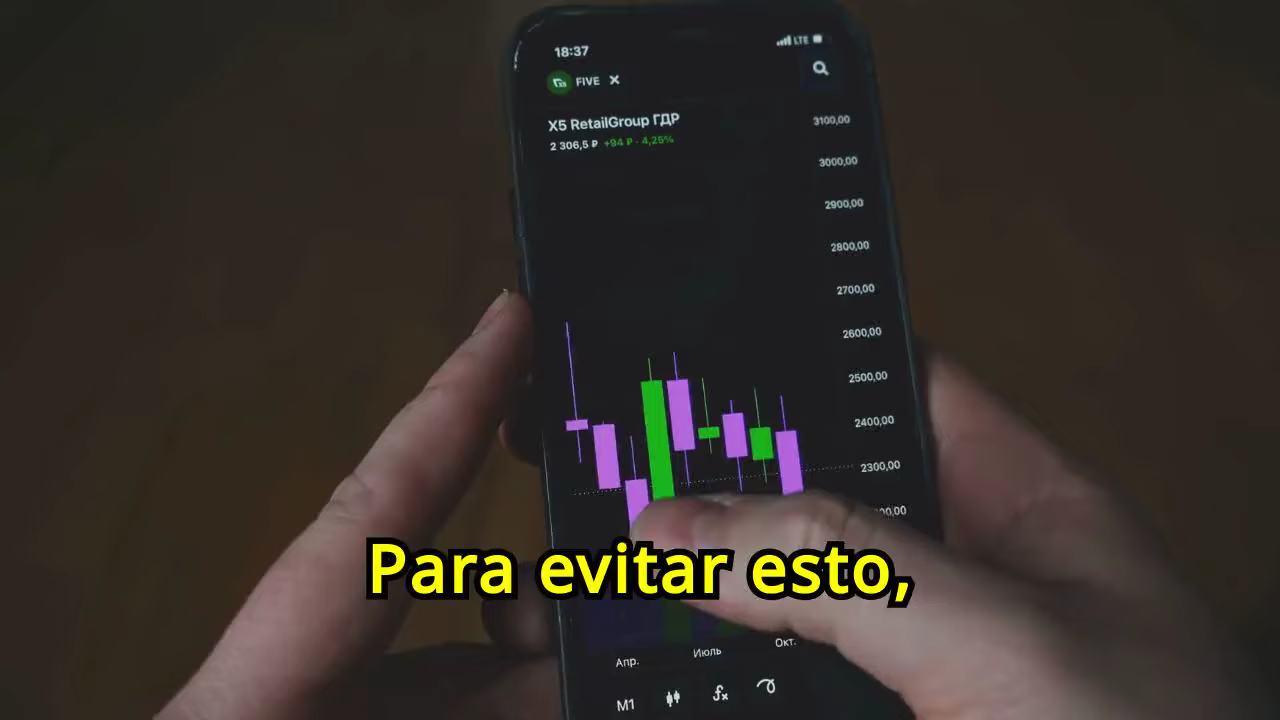 18:37
LTE
FIVE ×
X5 RetailGroup ГДР
2 306,5 ₽ +94 ₽ · 4,25%
3100,00
3000,00
2900,00
2800,00
2700,00
2600,00
2500,00
2400,00
2300,00
Para evitar esto,
Апр. Июль Окт.
M1 fx